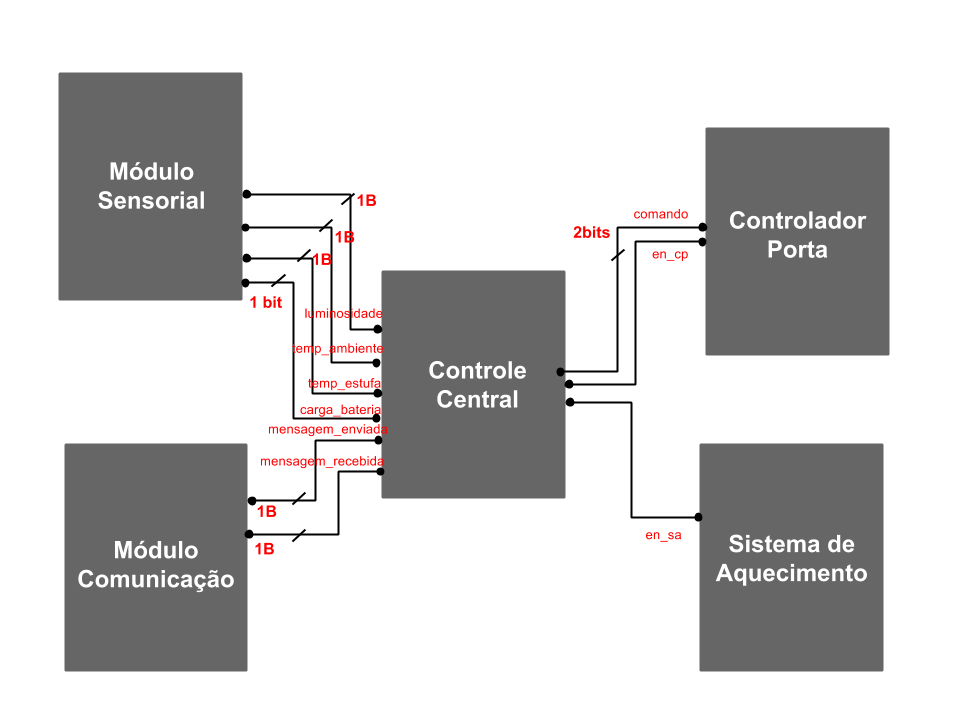 Módulo
Sensorial
1B
1B
1B
1 bit
luminosidade
temp_ambiente
temp_estufa
carga_bateria
mensagem_enviada
mensagem_recebida
1B
1B
Módulo
Comunicação
Controle
Central
2bits
comando
en_cp
Controlador
Porta
en_sa
Sistema de
Aquecimento